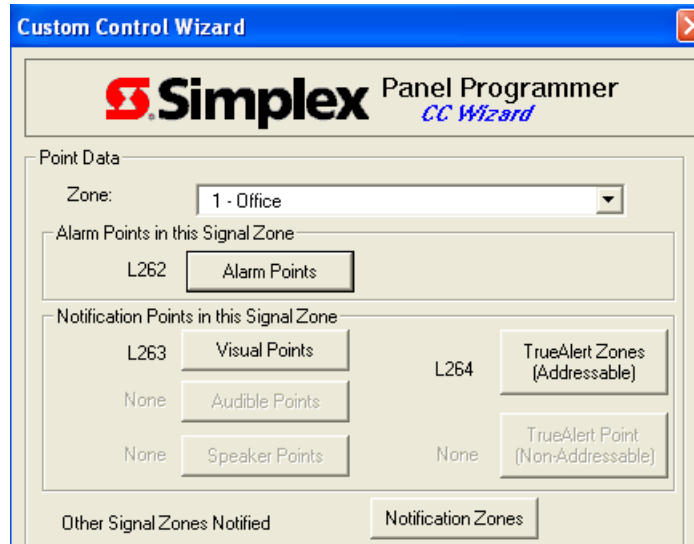 Custom Control Wizard
Simplex Panel Programmer
CC Wizard
Point Data
Zone: 1 - Office
Alarm Points in this Signal Zone
L262 Alarm Points
Notification Points in this Signal Zone
L263 Visual Points L264 TrueAlert Zones
(Addressable)
None Audible Points
None Speaker Points None TrueAlert Point
(Non-Addressable)
Other Signal Zones Notified Notification Zones